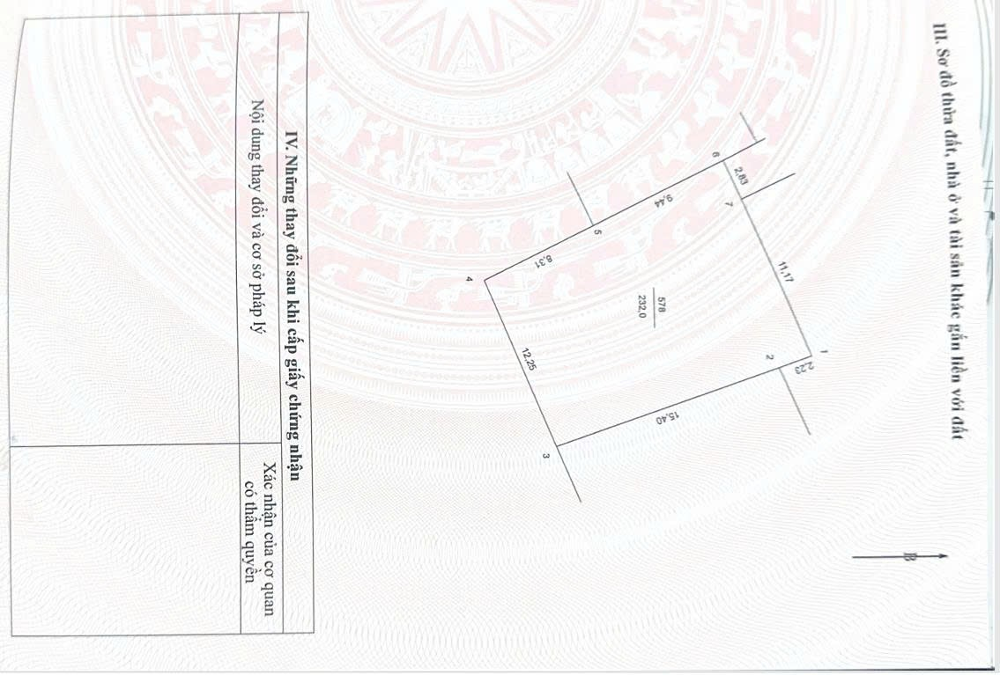 III. Sơ đồ thửa đất, nhà ở và tài sản khác gắn liền với đất
B
1
2,23
2
11,17
7
2,83
6
9,44
578
232,0
15,40
5
8,31
4
12,25
3
IV. Những thay đổi sau khi cấp giấy chứng nhận
Nội dung thay đổi và cơ sở pháp lý
Xác nhận của cơ quan
có thẩm quyền